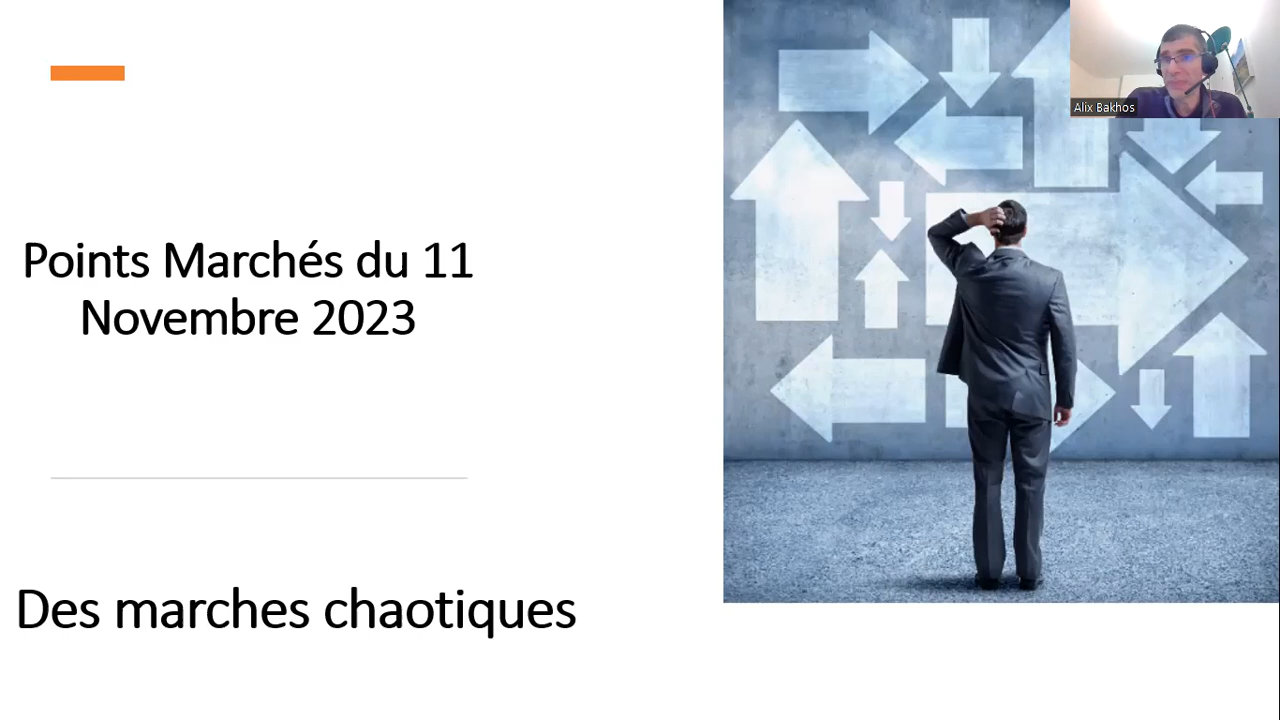 Alix Bakhos
Points Marchés du 11
Novembre 2023
Des marches chaotiques